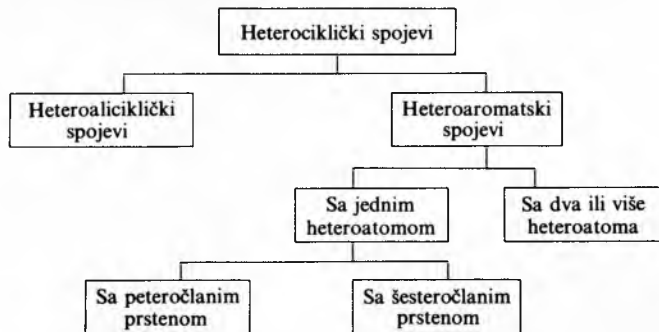 Heterociklički spojevi
Heteroaliciklički
spojevi
Heteroaromatski
spojevi
Sa jednim
heteroatomom
Sa dva ili više
heteroatoma
Sa peteročlanim
prstenom
Sa šesteročlanim
prstenom